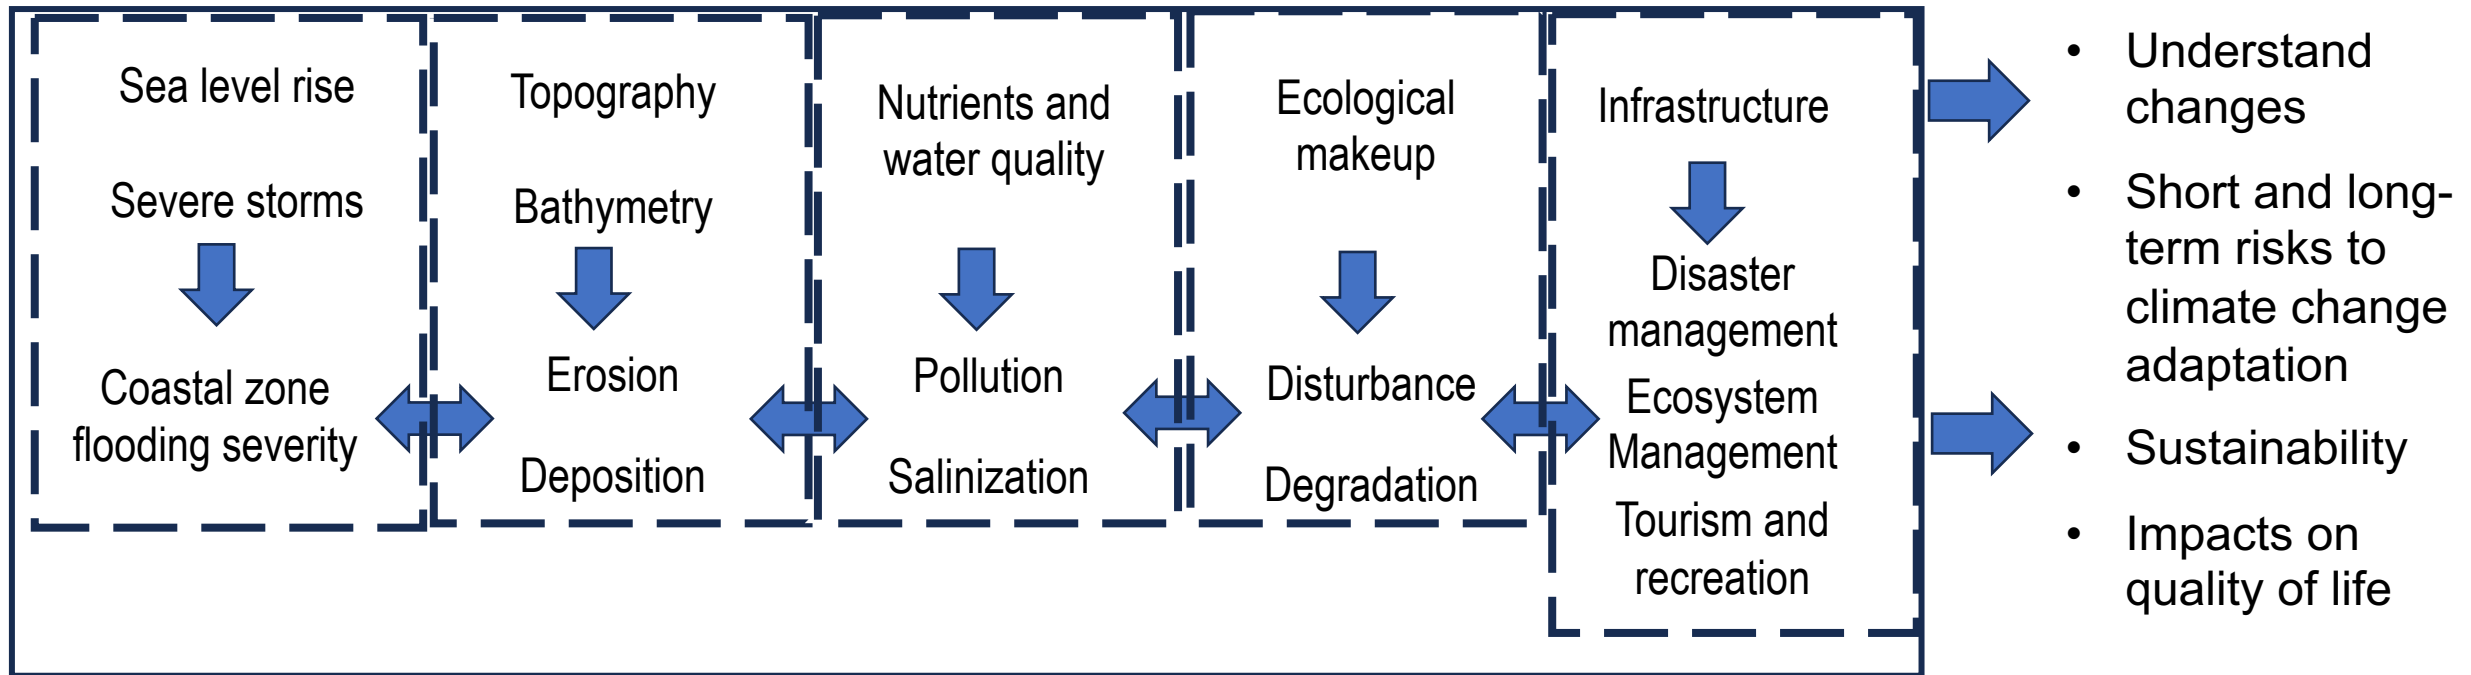 Sea level rise
Severe storms
Coastal zone
flooding severity
Topography
Bathymetry
Erosion
Deposition
Nutrients and
water quality
Pollution
Salinization
Ecological
makeup
Disturbance
Degradation
Infrastructure
Disaster
management
Ecosystem
Management
Tourism and
recreation
• Understand
changes
• Short and long-
term risks to
climate change
adaptation
• Sustainability
• Impacts on
quality of life